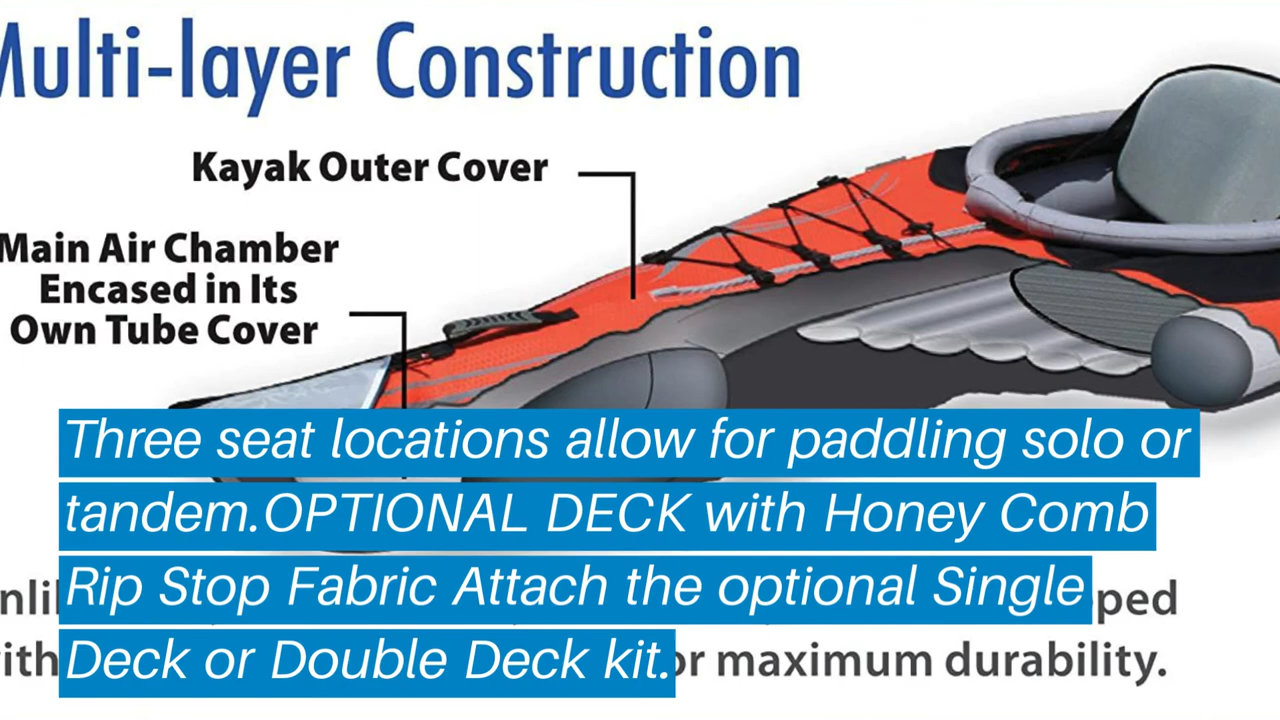 Multi-layer Construction
Kayak Outer Cover
Main Air Chamber
Encased in Its
Own Tube Cover
Three seat locations allow for paddling solo or
tandem.OPTIONAL DECK with Honey Comb
Rip Stop Fabric Attach the optional Single
Deck or Double Deck kit.
or maximum durability.